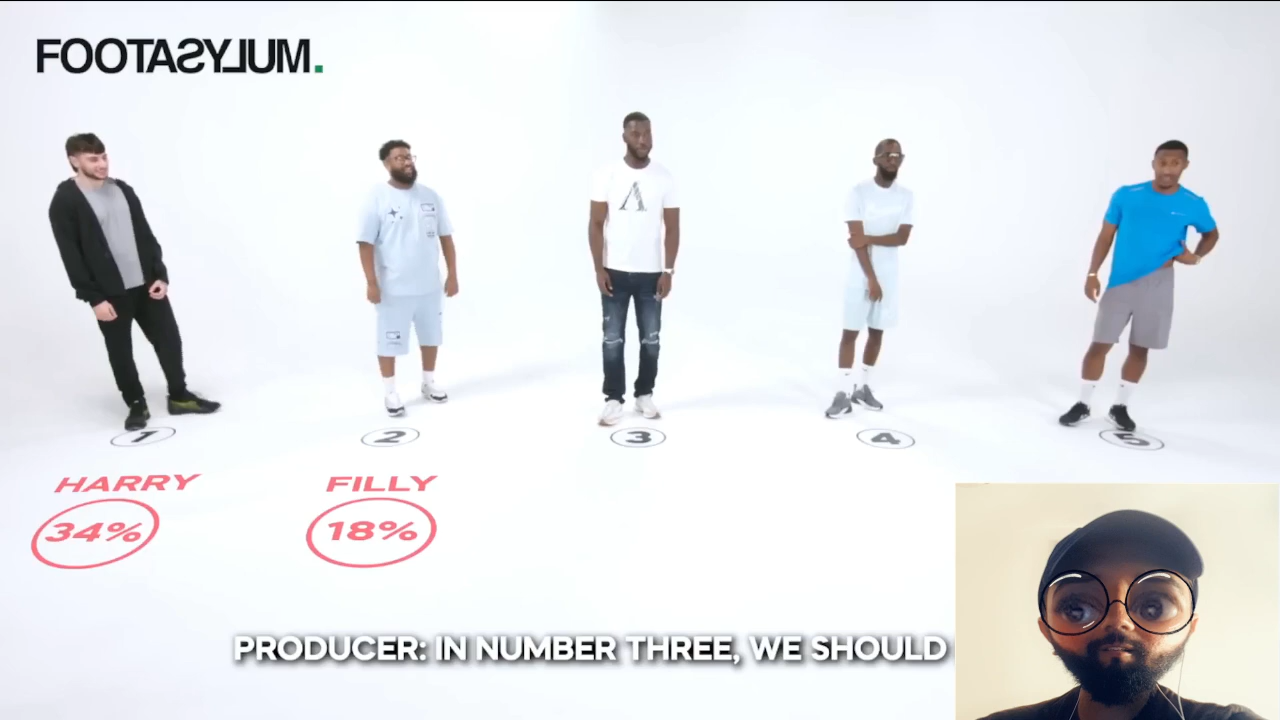 FOOTASYLUM.
1
2
3
4
5
HARRY
FILLY
34%
18%
PRODUCER: IN NUMBER THREE, WE SHOULD